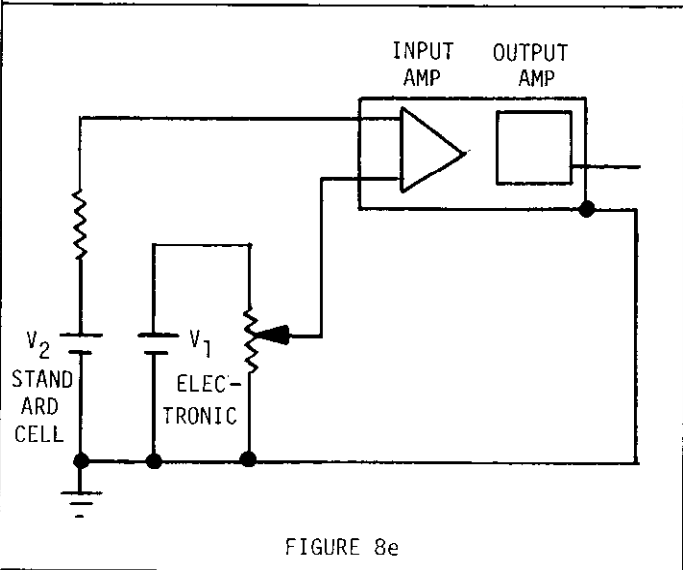 INPUT
AMP
OUTPUT
AMP
V2
STAND
ARD
CELL
V1
ELEC-
TRONIC
FIGURE 8e